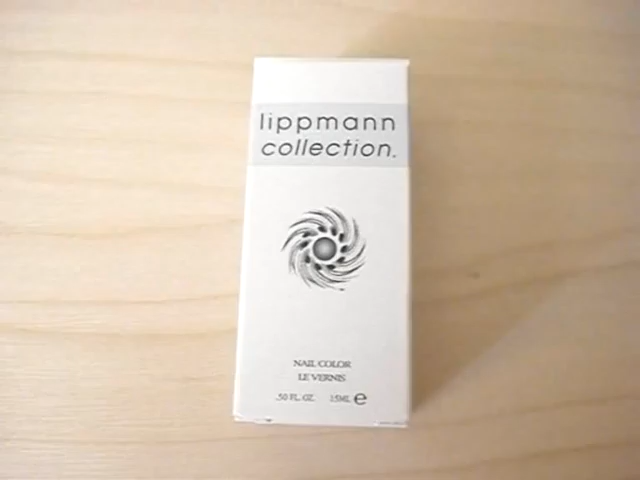 lippmann
collection.
NAIL COLOR
LE VERNIS
.50 FL. OZ. 15ML e